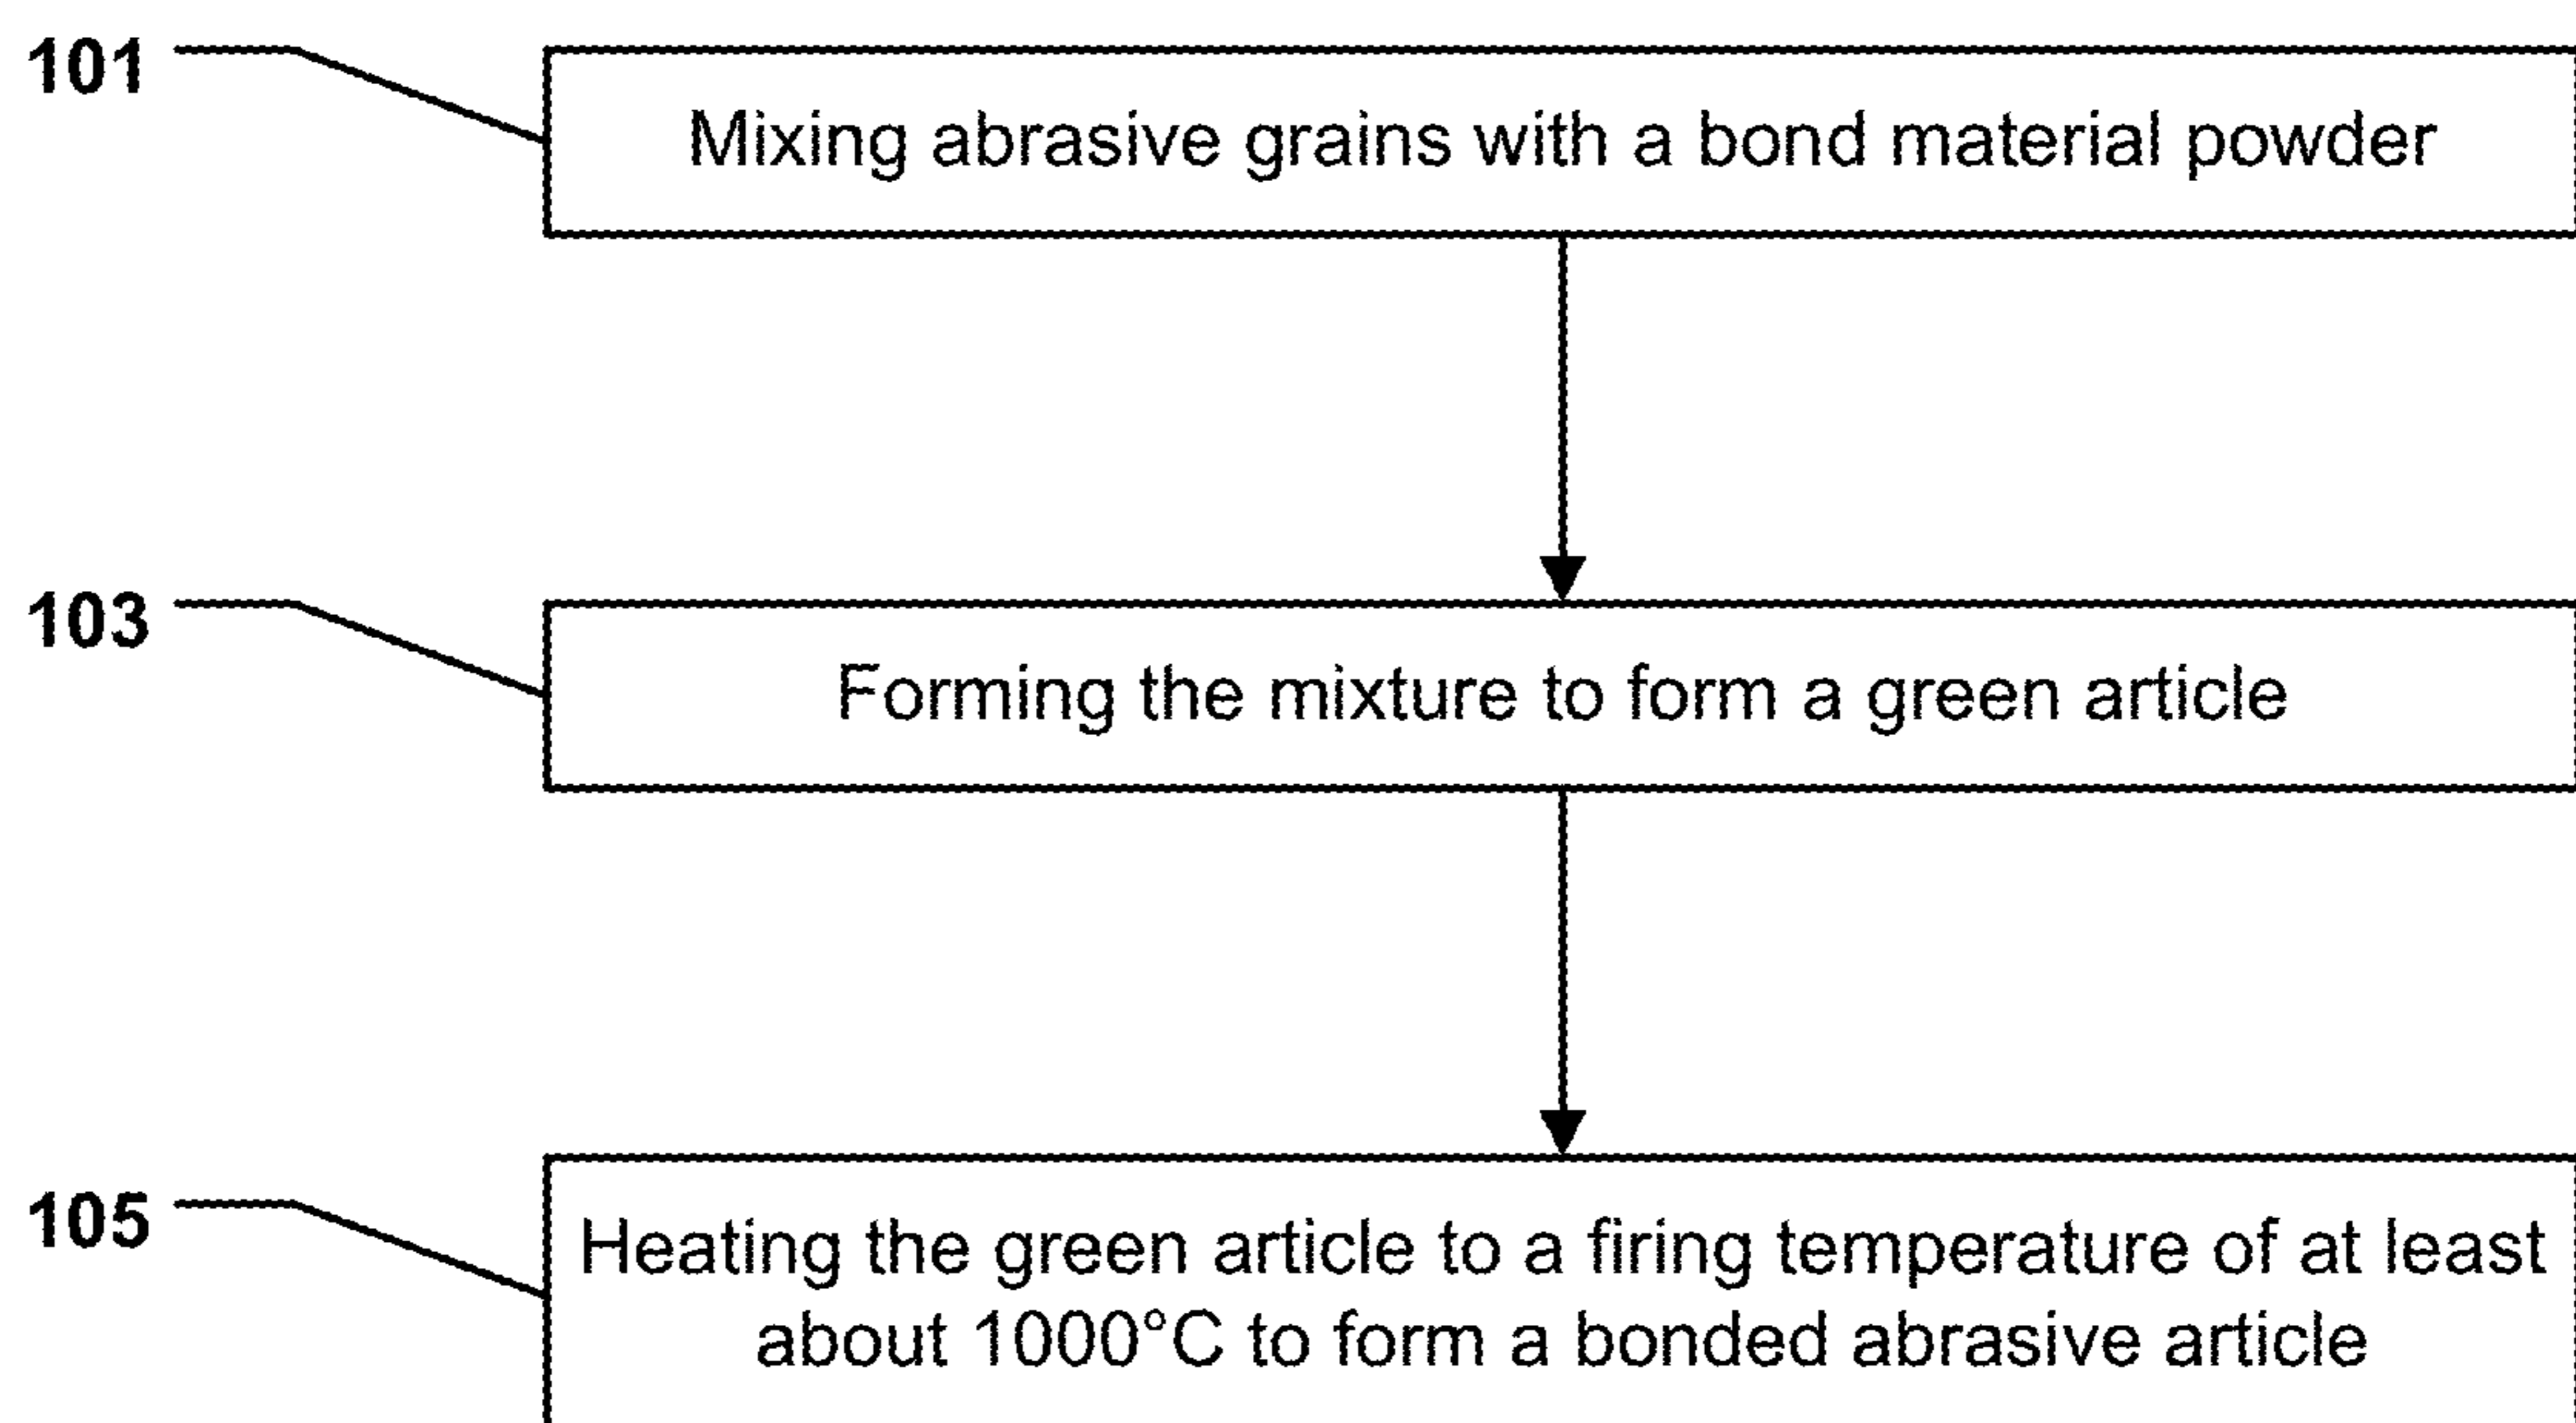 101
Mixing abrasive grains with a bond material powder
103
Forming the mixture to form a green article
105
Heating the green article to a firing temperature of at least
about 1000°C to form a bonded abrasive article